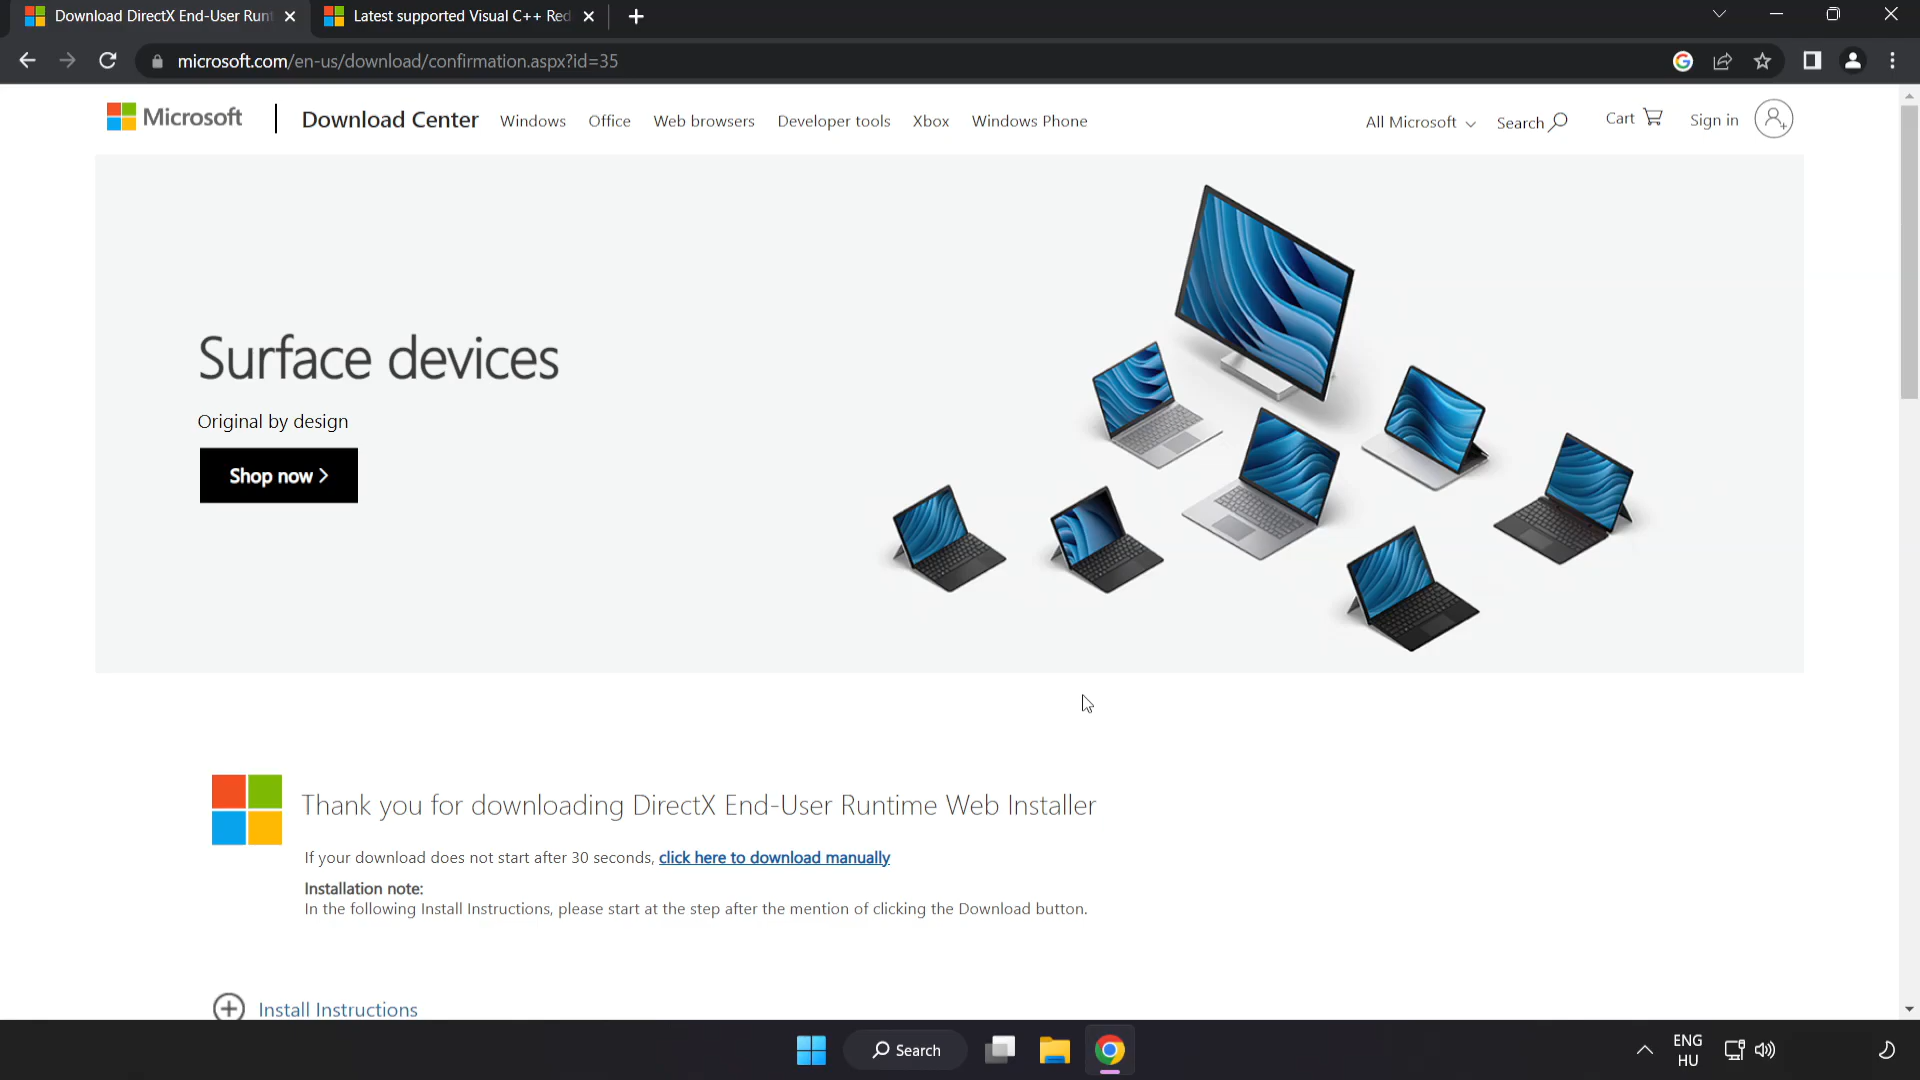 Download DirectX End-User Runt
Latest supported Visual C++ Red
microsoft.com/en-us/download/confirmation.aspx?id=35
Microsoft
Download Center
Windows
Office
Web browsers
Developer tools
Xbox
Windows Phone
All Microsoft
Search
Cart
Sign in
Surface devices
Original by design
Shop now >
Thank you for downloading DirectX End-User Runtime Web Installer
If your download does not start after 30 seconds, click here to download manually
Installation note:
In the following Install Instructions, please start at the step after the mention of clicking the Download button.
Install Instructions
Search
ENG
HU